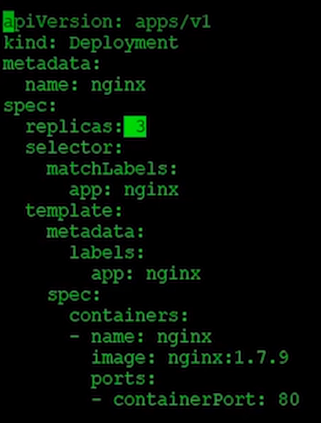 apiVersion: apps/v1
kind: Deployment
metadata:
  name: nginx
spec:
  replicas: 3
  selector:
    matchLabels:
      app: nginx
  template:
    metadata:
      labels:
        app: nginx
    spec:
      containers:
      - name: nginx
        image: nginx:1.7.9
        ports:
        - containerPort: 80